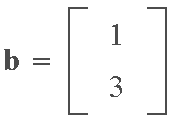 b = [ 1
3 ]